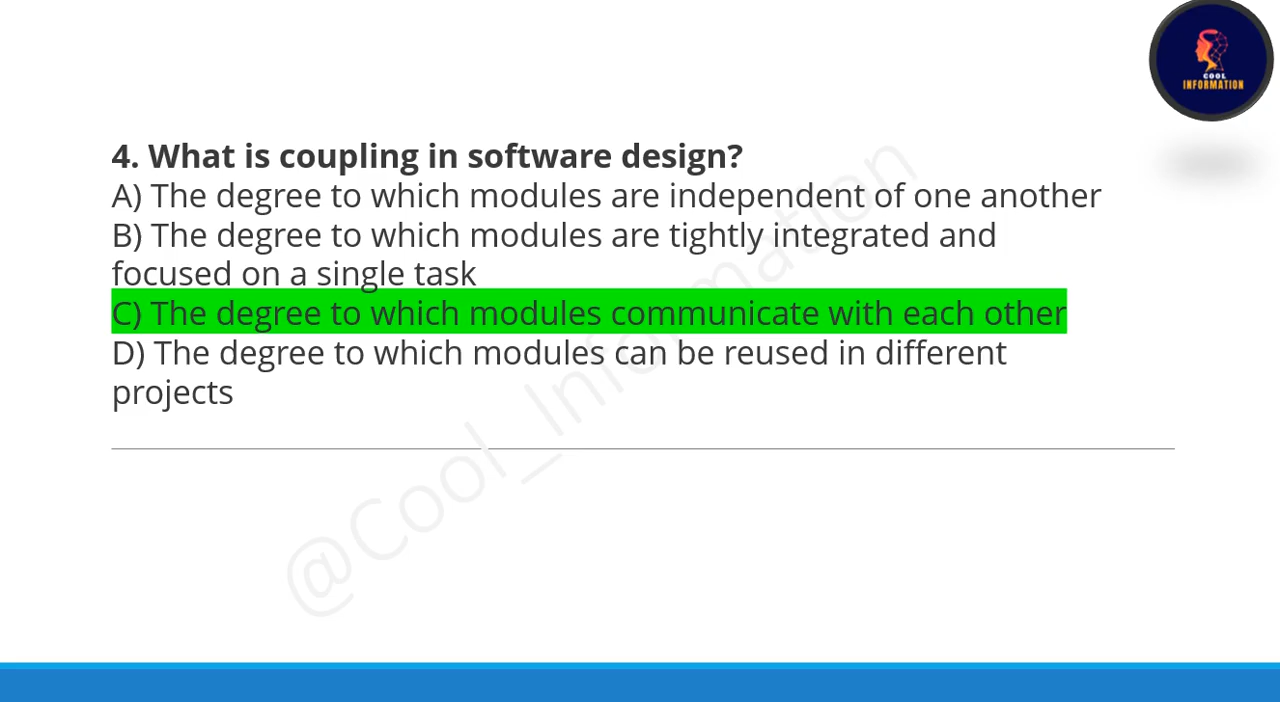 COOL
INFORMATION
4. What is coupling in software design?
A) The degree to which modules are independent of one another
B) The degree to which modules are tightly integrated and
focused on a single task
C) The degree to which modules communicate with each other
D) The degree to which modules can be reused in different
projects
@Cool_Information